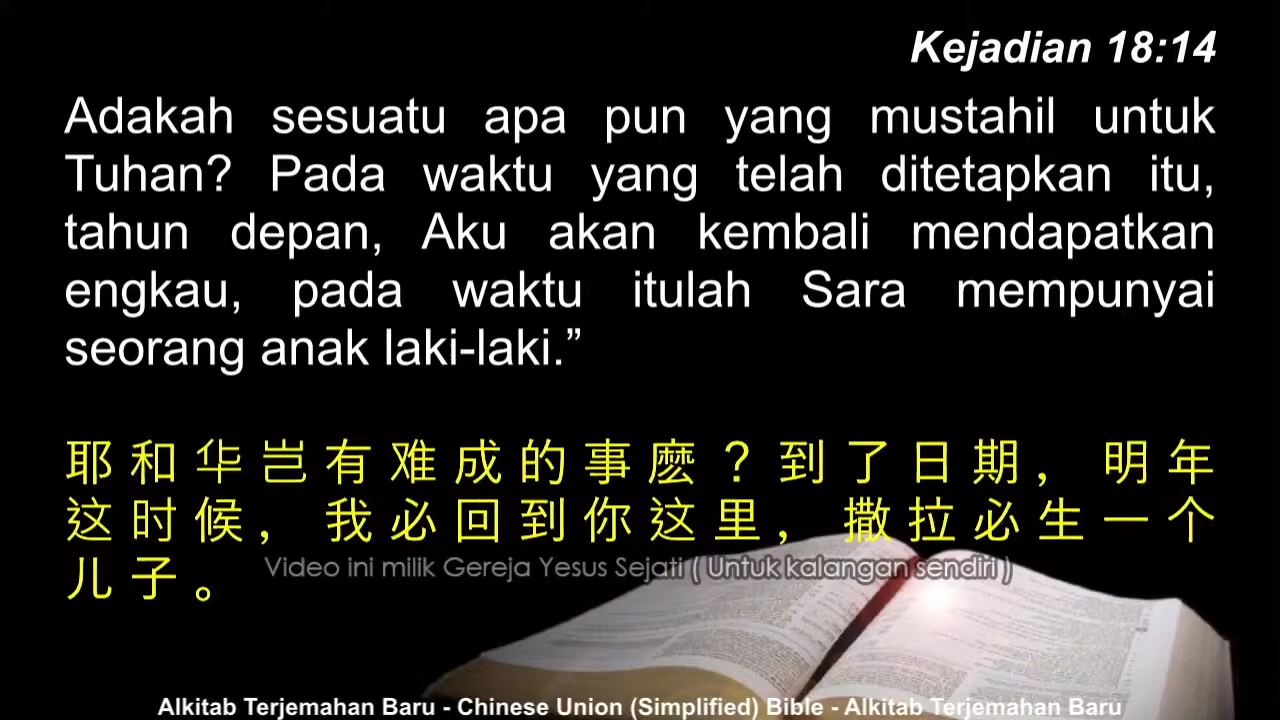 Kejadian 18:14
Adakah sesuatu apa pun yang mustahil untuk
Tuhan? Pada waktu yang telah ditetapkan itu,
tahun depan, Aku akan kembali mendapatkan
engkau, pada waktu itulah Sara mempunyai
seorang anak laki-laki.”
耶和华岂有难成的事麽？到了日期，明年
这时候，我必回到你这里，撒拉必生一个
儿子。
Video ini milik Gereja Yesus Sejati ( Untuk kalangan sendiri )
Alkitab Terjemahan Baru - Chinese Union (Simplified) Bible - Alkitab Terjemahan Baru